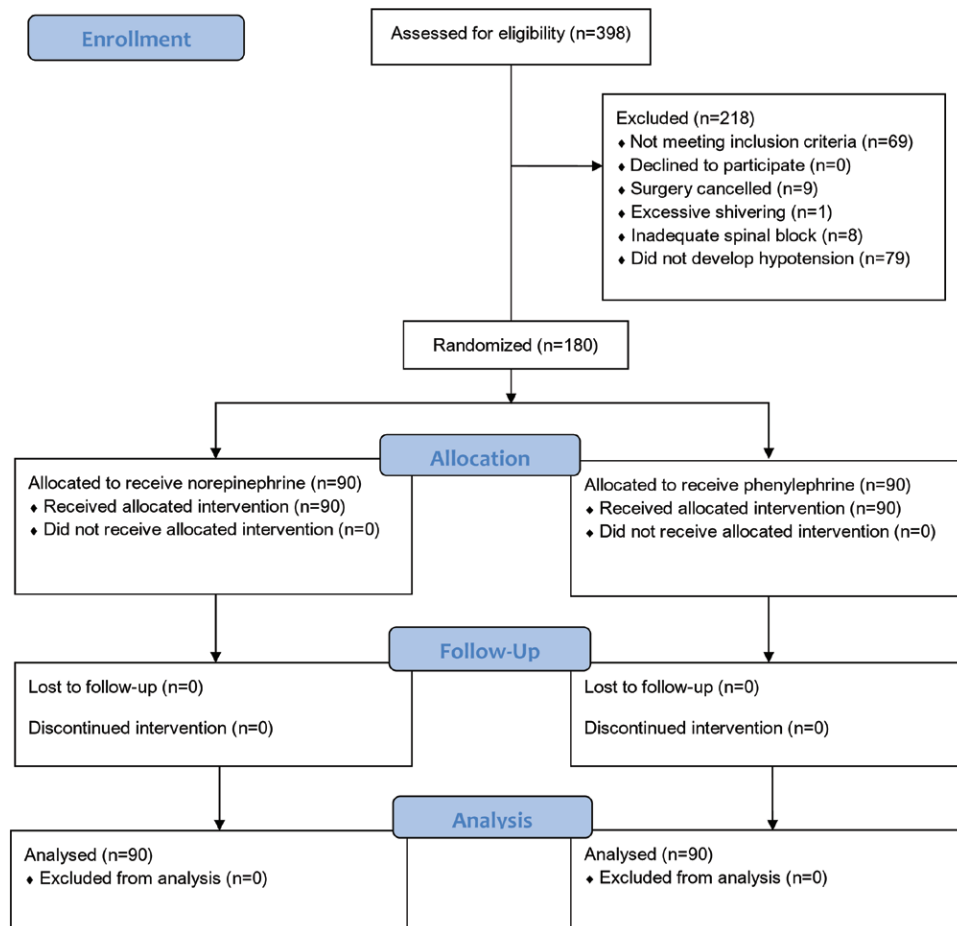 Enrollment
Assessed for eligibility (n=398)
Excluded (n=218)
♦ Not meeting inclusion criteria (n=69)
♦ Declined to participate (n=0)
♦ Surgery cancelled (n=9)
♦ Excessive shivering (n=1)
♦ Inadequate spinal block (n=8)
♦ Did not develop hypotension (n=79)
Randomized (n=180)
Allocation
Allocated to receive norepinephrine (n=90)
♦ Received allocated intervention (n=90)
♦ Did not receive allocated intervention (n=0)
Allocated to receive phenylephrine (n=90)
♦ Received allocated intervention (n=90)
♦ Did not receive allocated intervention (n=0)
Follow-Up
Lost to follow-up (n=0)
Discontinued intervention (n=0)
Lost to follow-up (n=0)
Discontinued intervention (n=0)
Analysis
Analysed (n=90)
♦ Excluded from analysis (n=0)
Analysed (n=90)
♦ Excluded from analysis (n=0)